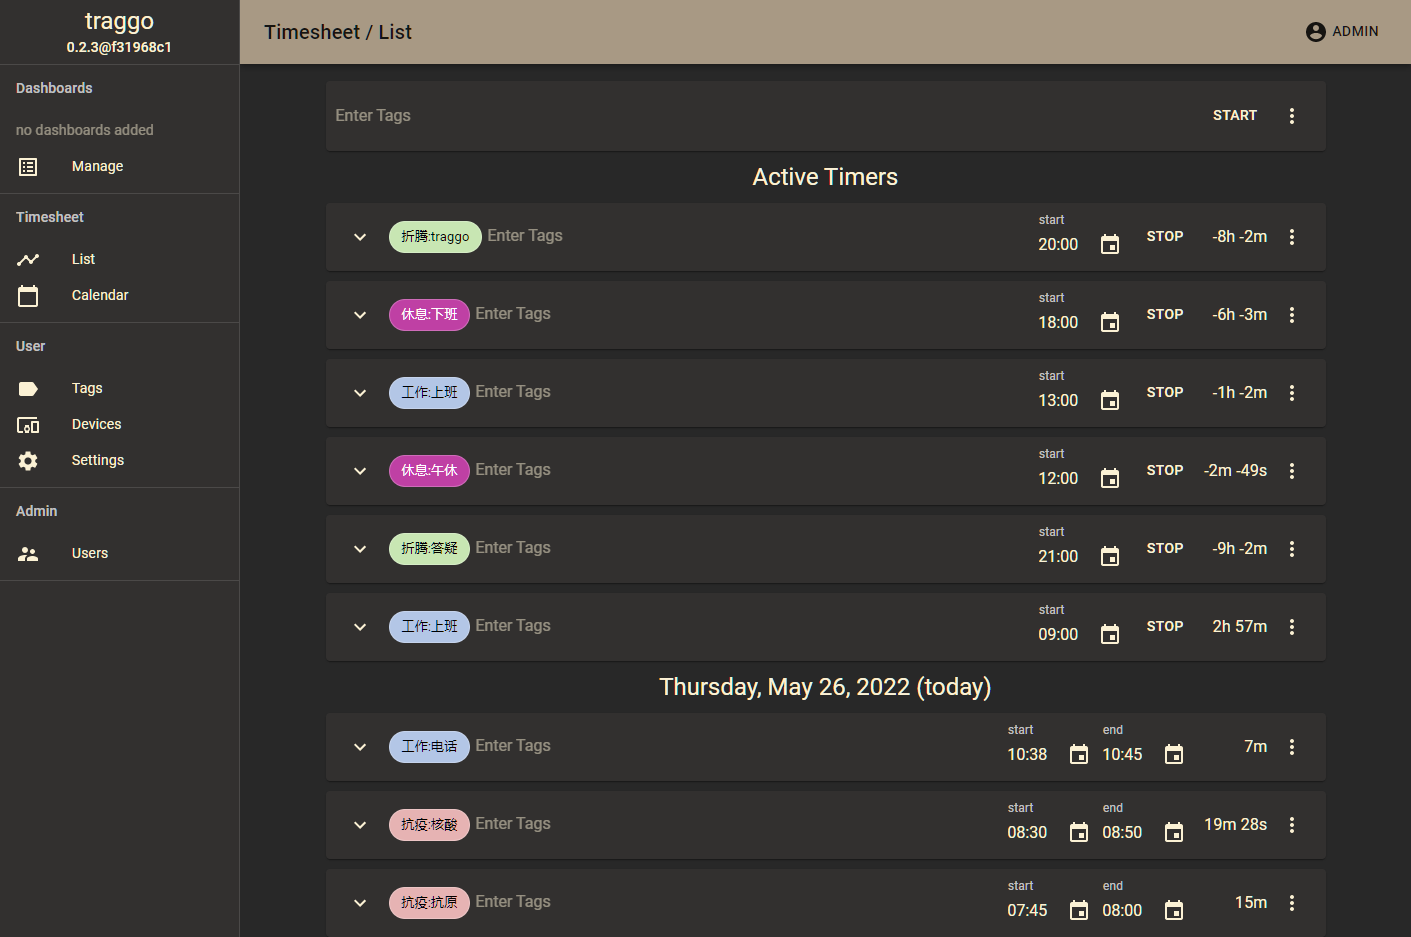 traggo
0.2.3@f31968c1
Dashboards
no dashboards added
Manage
Timesheet
List
Calendar
User
Tags
Devices
Settings
Admin
Users
Timesheet / List
ADMIN
Enter Tags START
Active Timers
折腾:traggo Enter Tags start 20:00 STOP -8h -2m
休息:下班 Enter Tags start 18:00 STOP -6h -3m
工作:上班 Enter Tags start 13:00 STOP -1h -2m
休息:午休 Enter Tags start 12:00 STOP -2m -49s
折腾:答疑 Enter Tags start 21:00 STOP -9h -2m
工作:上班 Enter Tags start 09:00 STOP 2h 57m
Thursday, May 26, 2022 (today)
工作:电话 Enter Tags start 10:38 end 10:45 7m
抗疫:核酸 Enter Tags start 08:30 end 08:50 19m 28s
抗疫:抗原 Enter Tags start 07:45 end 08:00 15m